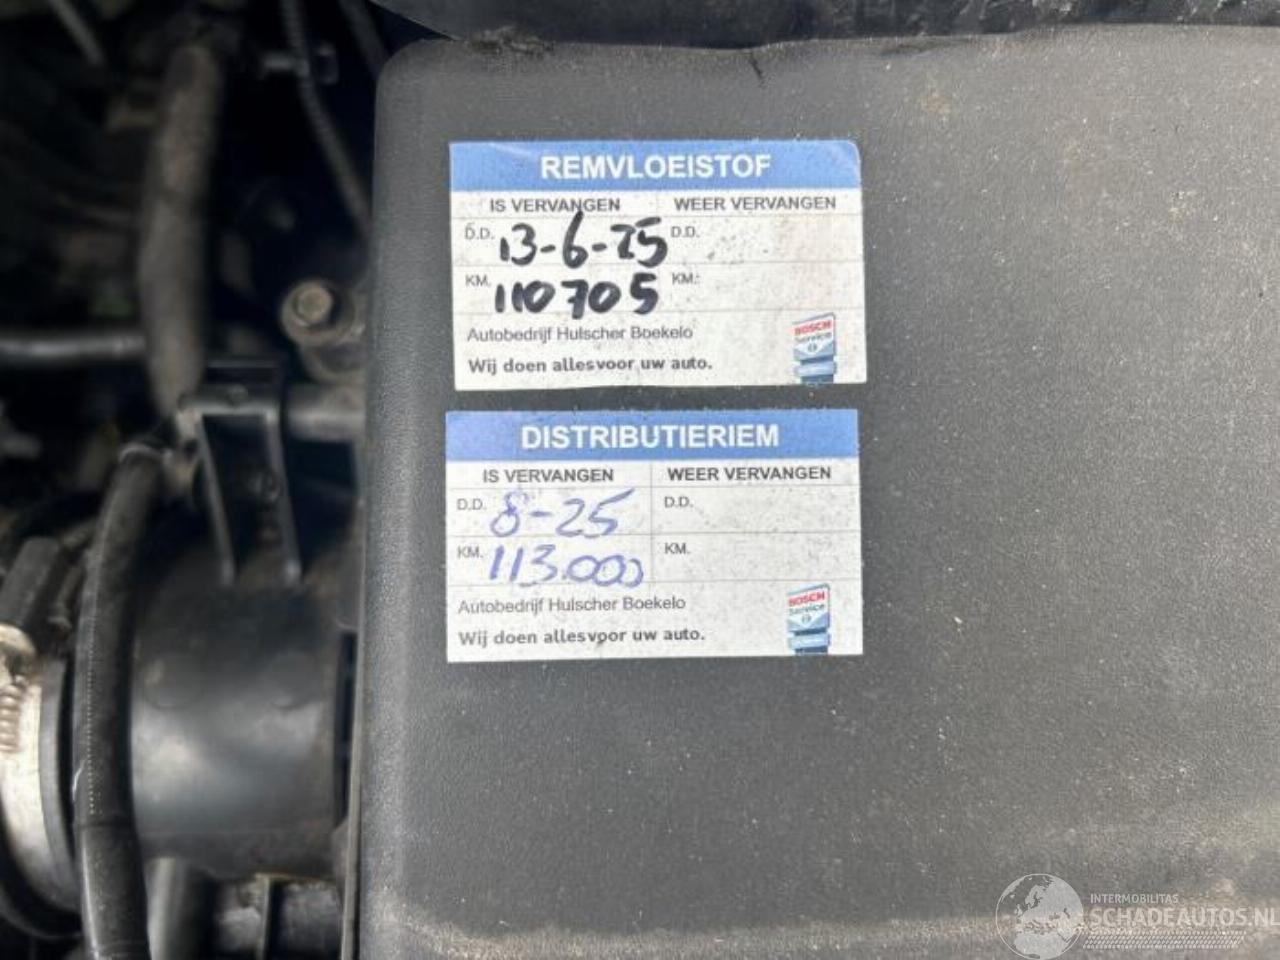 REMVLOEISTOF
IS VERVANGEN WEER VERVANGEN
D.D. 13-6-25 D.D.
KM. 110705 KM.:
Autobedrijf Hulscher Boekelo
Wij doen allesvoor uw auto.
BOSCH
Service
DISTRIBUTIERIEM
IS VERVANGEN WEER VERVANGEN
D.D. 8-25 D.D.
KM. 113.000 KM.
Autobedrijf Hulscher Boekelo
Wij doen allesvoor uw auto.
BOSCH
Service
INTERMOBILITAS
SCHADEAUTOS.NL